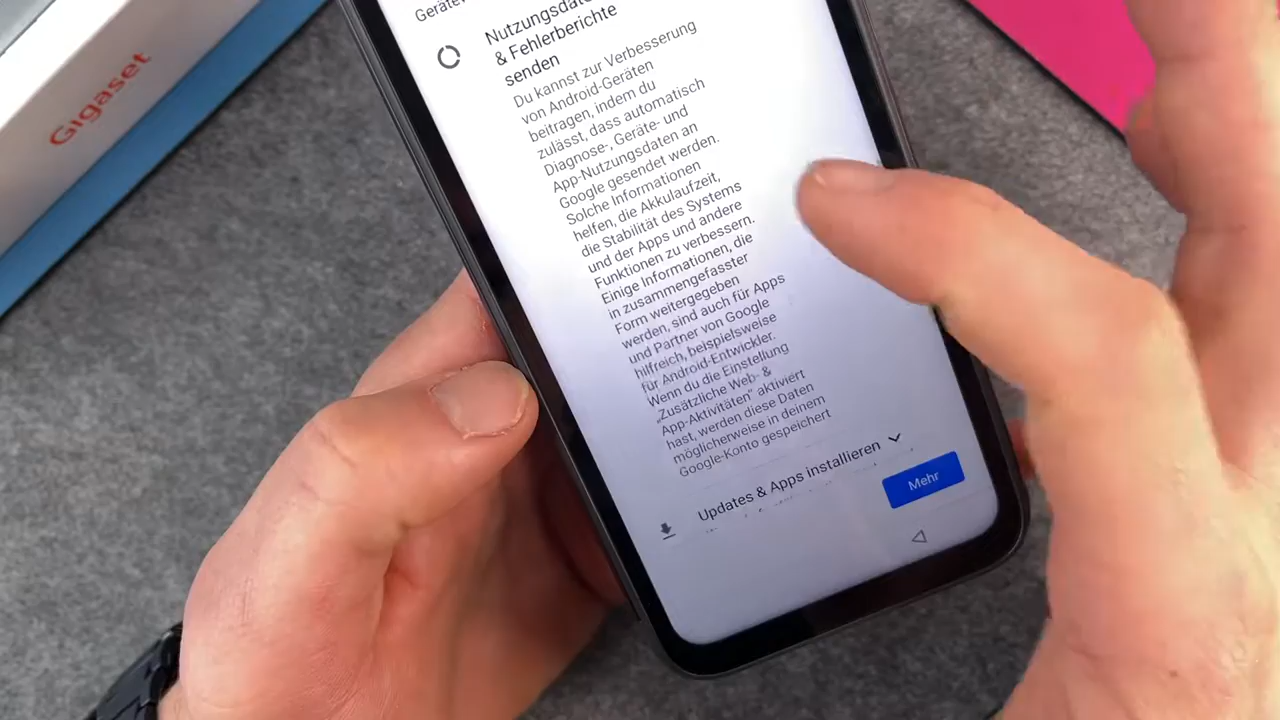 Gigaset
Nutzungsdate
& Fehlerberichte
senden
Du kannst zur Verbesserung
von Android-Geräten
beitragen, indem du
zulässt, dass automatisch
Diagnose-, Geräte- und
App-Nutzungsdaten an
Google gesendet werden.
Solche Informationen
helfen, die Akkulaufzeit,
die Stabilität des Systems
und der Apps und andere
Funktionen zu verbessern.
Einige Informationen, die
in zusammengefasster
Form weitergegeben
werden, sind auch für Apps
und Partner von Google
hilfreich, beispielsweise
für Android-Entwickler.
Wenn du die Einstellung
„Zusätzliche Web- &
App-Aktivitäten" aktiviert
hast, werden diese Daten
möglicherweise in deinem
Google-Konto gespeichert
Updates & Apps installieren
Mehr